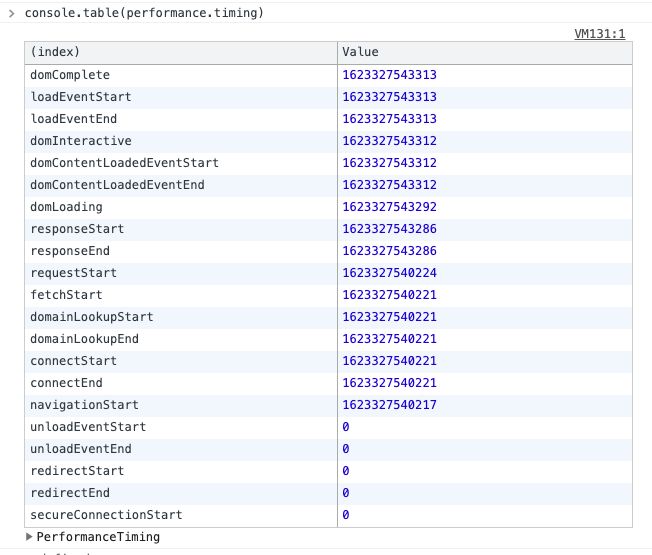 > console.table(performance.timing)
VM131:1
(index) Value
domComplete 1623327543313
loadEventStart 1623327543313
loadEventEnd 1623327543313
domInteractive 1623327543312
domContentLoadedEventStart 1623327543312
domContentLoadedEventEnd 1623327543312
domLoading 1623327543292
responseStart 1623327543286
responseEnd 1623327543286
requestStart 1623327540224
fetchStart 1623327540221
domainLookupStart 1623327540221
domainLookupEnd 1623327540221
connectStart 1623327540221
connectEnd 1623327540221
navigationStart 1623327540217
unloadEventStart 0
unloadEventEnd 0
redirectStart 0
redirectEnd 0
secureConnectionStart 0
PerformanceTiming